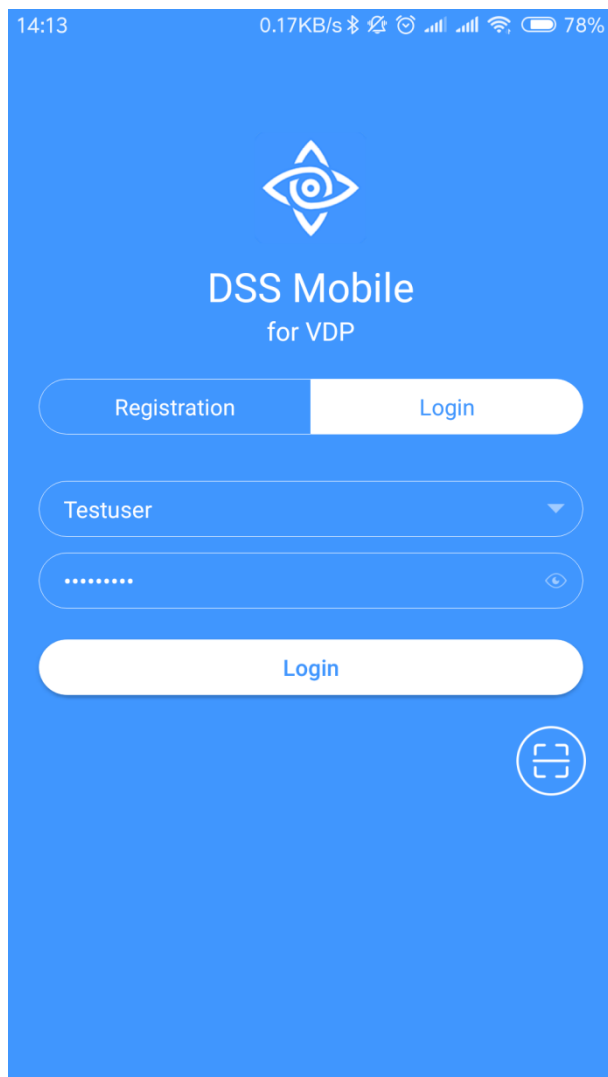 14:13 0.17KB/s 78%
DSS Mobile
for VDP
Registration Login
Testuser
•••••••••
Login